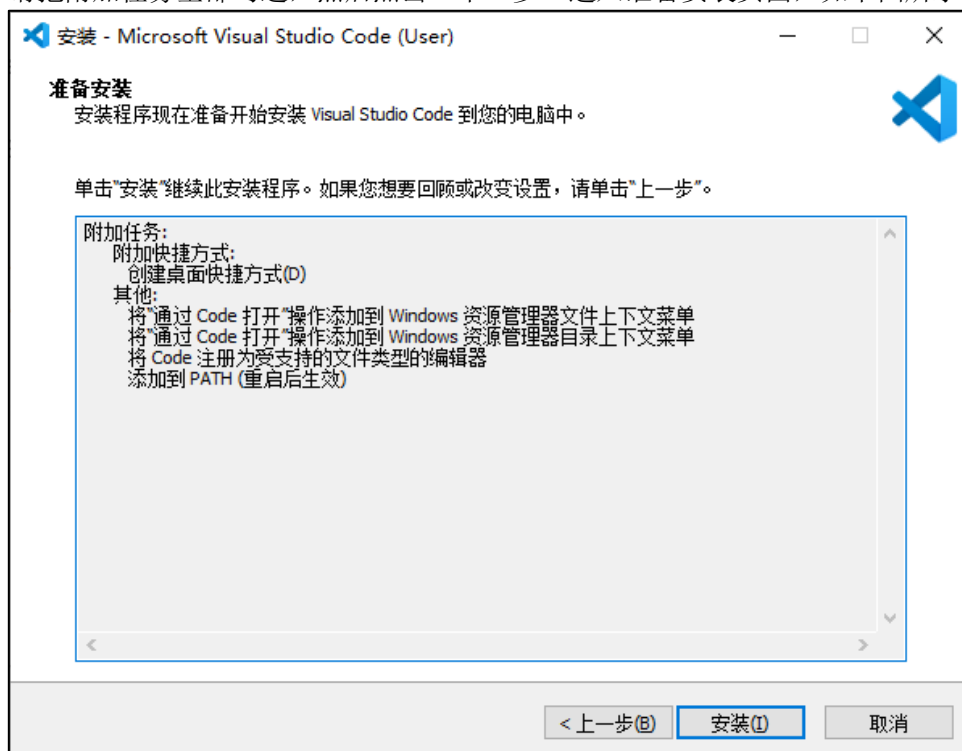 安装 - Microsoft Visual Studio Code (User)
准备安装
安装程序现在准备开始安装 Visual Studio Code 到您的电脑中。
单击"安装"继续此安装程序。如果您想要回顾或改变设置，请单击"上一步"。
附加任务:
附加快捷方式:
创建桌面快捷方式(D)
其他:
将"通过 Code 打开"操作添加到 Windows 资源管理器文件上下文菜单
将"通过 Code 打开"操作添加到 Windows 资源管理器目录上下文菜单
将 Code 注册为受支持的文件类型的编辑器
添加到 PATH (重启后生效)
< 上一步(B) 安装(I) 取消